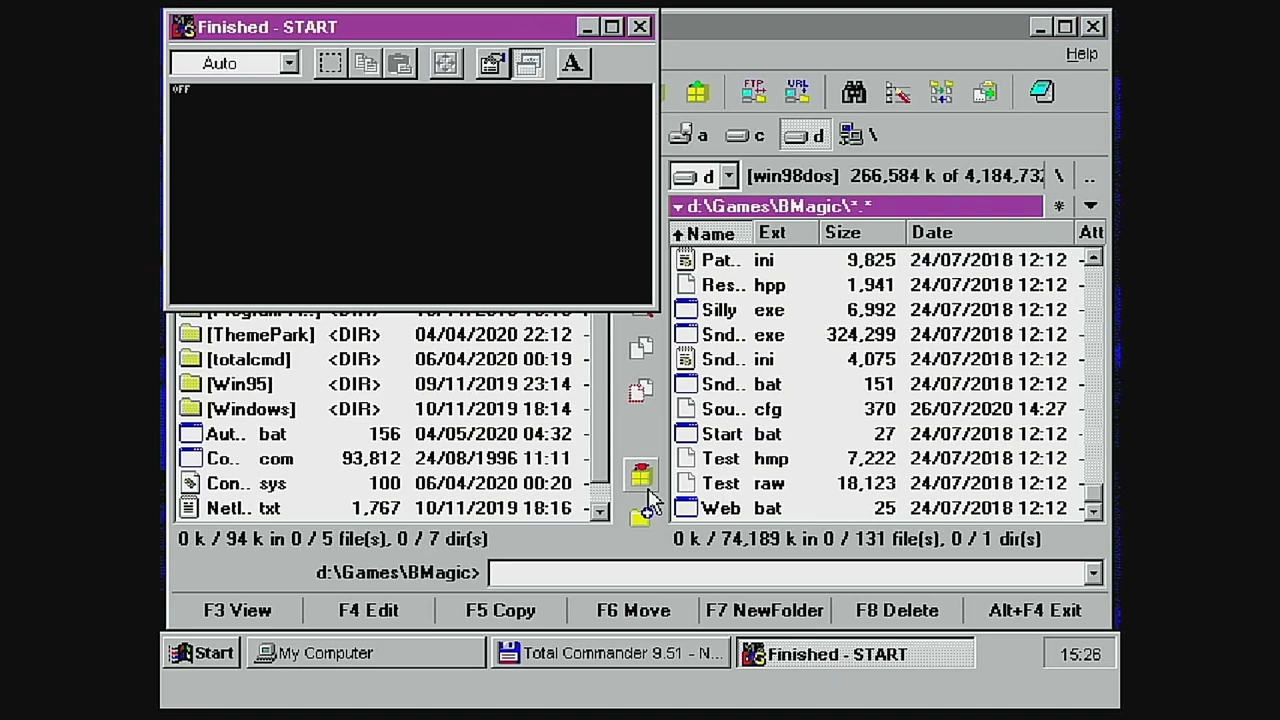 Finished - START
Auto
A
OFF
Help
FTP
URL
a
c
d
\
d
[win98dos] 266,584 k of 4,184,732
\
..
d:\Games\BMagic\*.*
*
Name Ext Size Date Att
Pat.. ini 9,825 24/07/2018 12:12 -
Res.. hpp 1,941 24/07/2018 12:12 -
Silly exe 6,992 24/07/2018 12:12 -
Snd.. exe 324,299 24/07/2018 12:12 -
Snd.. ini 4,075 24/07/2018 12:12 -
Snd.. bat 151 24/07/2018 12:12 -
Sou.. cfg 370 26/07/2020 14:27 -
Start bat 27 24/07/2018 12:12 -
Test hmp 7,222 24/07/2018 12:12 -
Test raw 18,123 24/07/2018 12:12 -
Web bat 25 24/07/2018 12:12 -
[ThemePark] <DIR> 04/04/2020 22:12 -
[totalcmd] <DIR> 06/04/2020 00:19 -
[Win95] <DIR> 09/11/2019 23:14 -
[Windows] <DIR> 10/11/2019 18:14 -
Aut.. bat 156 04/05/2020 04:32 -
Co.. com 93,812 24/08/1996 11:11 -
Con.. sys 100 06/04/2020 00:20 -
Netl.. txt 1,767 10/11/2019 18:16 -
0 k / 94 k in 0 / 5 file(s), 0 / 7 dir(s)
0 k / 74,189 k in 0 / 131 file(s), 0 / 1 dir(s)
d:\Games\BMagic>
F3 View F4 Edit F5 Copy F6 Move F7 NewFolder F8 Delete Alt+F4 Exit
Start
My Computer
Total Commander 9.51 - N...
Finished - START
15:26